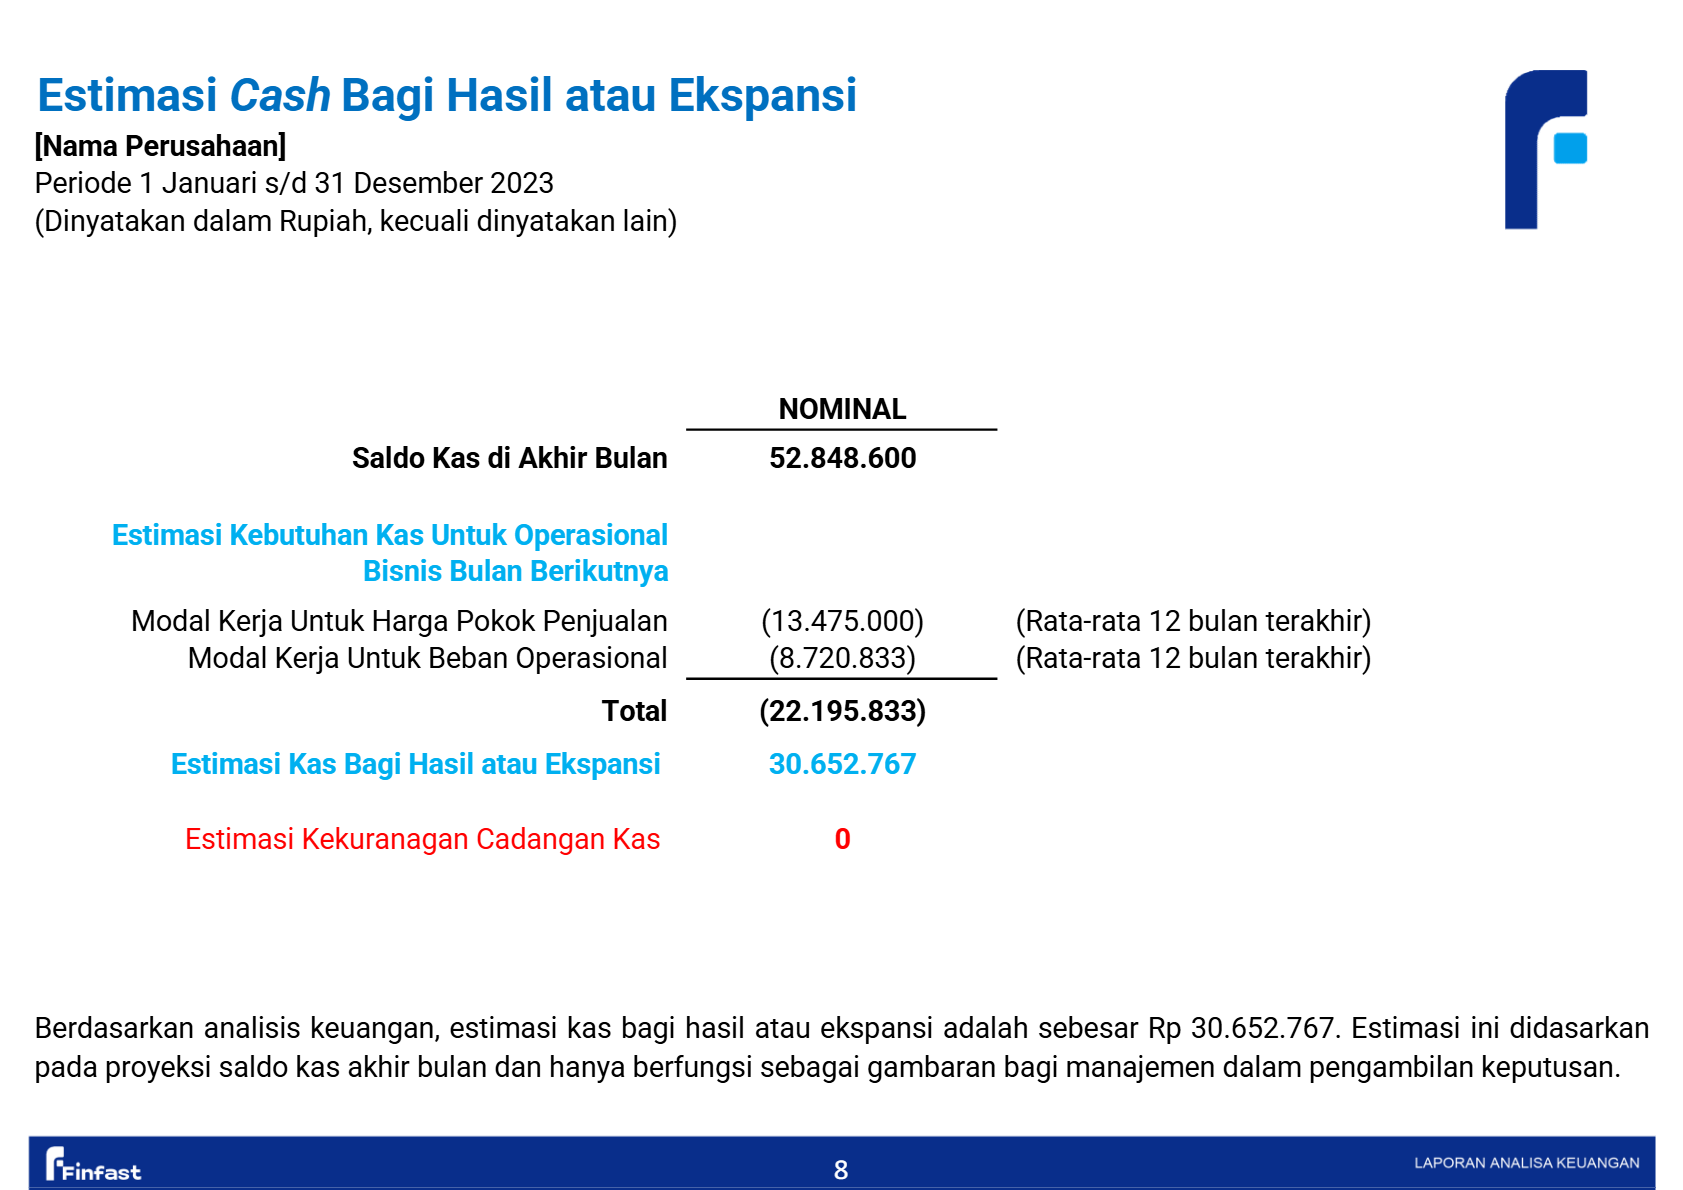 Estimasi Cash Bagi Hasil atau Ekspansi
[Nama Perusahaan]
Periode 1 Januari s/d 31 Desember 2023
(Dinyatakan dalam Rupiah, kecuali dinyatakan lain)
NOMINAL
Saldo Kas di Akhir Bulan 52.848.600
Estimasi Kebutuhan Kas Untuk Operasional
Bisnis Bulan Berikutnya
Modal Kerja Untuk Harga Pokok Penjualan (13.475.000) (Rata-rata 12 bulan terakhir)
Modal Kerja Untuk Beban Operasional (8.720.833) (Rata-rata 12 bulan terakhir)
Total (22.195.833)
Estimasi Kas Bagi Hasil atau Ekspansi 30.652.767
Estimasi Kekuranagan Cadangan Kas 0
Berdasarkan analisis keuangan, estimasi kas bagi hasil atau ekspansi adalah sebesar Rp 30.652.767. Estimasi ini didasarkan
pada proyeksi saldo kas akhir bulan dan hanya berfungsi sebagai gambaran bagi manajemen dalam pengambilan keputusan.
Finfast 8 LAPORAN ANALISA KEUANGAN